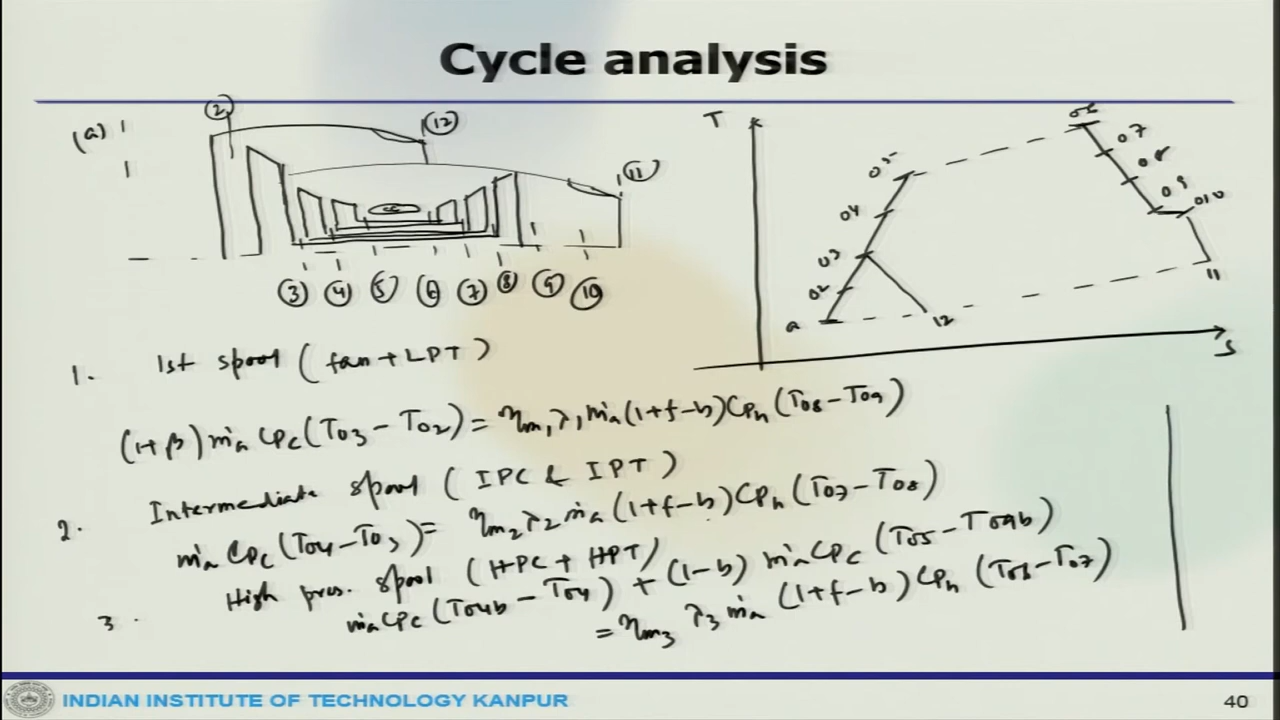 Cycle analysis
(a)
2
12
11
3 4 5 6 7 8 9 10
T
06
07
08
09
010
11
05
04
03
02
a
12
S
1. 1st spool (fan + LPT)
(1+β) ṁa CPc (T03 − T02) = ηm1 λ1 ṁa (1+f−b) CPh (T08 − T09)
2. Intermediate spool (IPC & IPT)
ṁa CPc (T04 − T03) = ηm2 λ2 ṁa (1+f−b) CPh (T07 − T08)
3. High pres. spool (HPC + HPT)
ṁa CPc (T04b − T04) + (1−b) ṁa CPc (T05 − T04b)
= ηm3 λ3 ṁa (1+f−b) CPh (T06 − T07)
INDIAN INSTITUTE OF TECHNOLOGY KANPUR
40